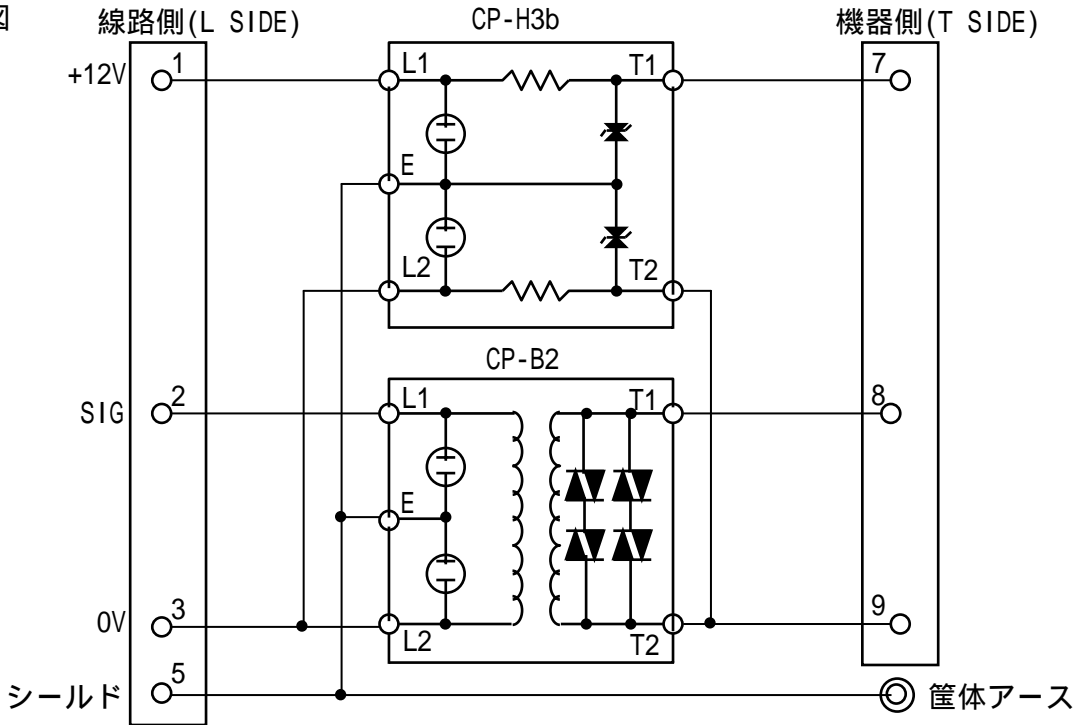 図
線路側(L SIDE)
CP-H3b
機器側(T SIDE)
+12V
1
L1
T1
7
E
L2
T2
CP-B2
SIG
2
L1
T1
8
E
0V
3
L2
T2
9
シールド
5
筐体アース